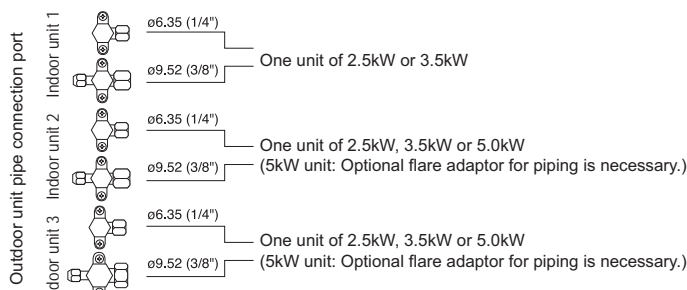 Outdoor unit pipe connection port
Indoor unit 1
ø6.35 (1/4")
ø9.52 (3/8")
One unit of 2.5kW or 3.5kW
Indoor unit 2
ø6.35 (1/4")
ø9.52 (3/8")
One unit of 2.5kW, 3.5kW or 5.0kW
(5kW unit: Optional flare adaptor for piping is necessary.)
door unit 3
ø6.35 (1/4")
ø9.52 (3/8")
One unit of 2.5kW, 3.5kW or 5.0kW
(5kW unit: Optional flare adaptor for piping is necessary.)